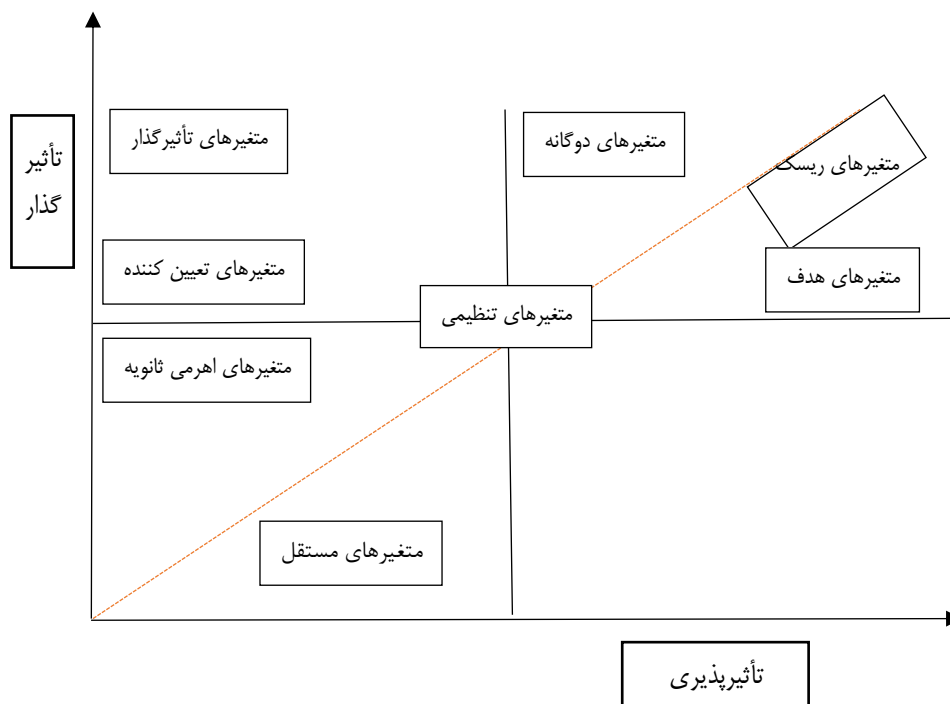 متغیرهای تأثیرگذار
متغیرهای دوگانه
تأثیر
گذار
متغیرهای ریسک
متغیرهای تعیین کننده
متغیرهای هدف
متغیرهای تنظیمی
متغیرهای اهرمی ثانویه
متغیرهای مستقل
تأثیرپذیری